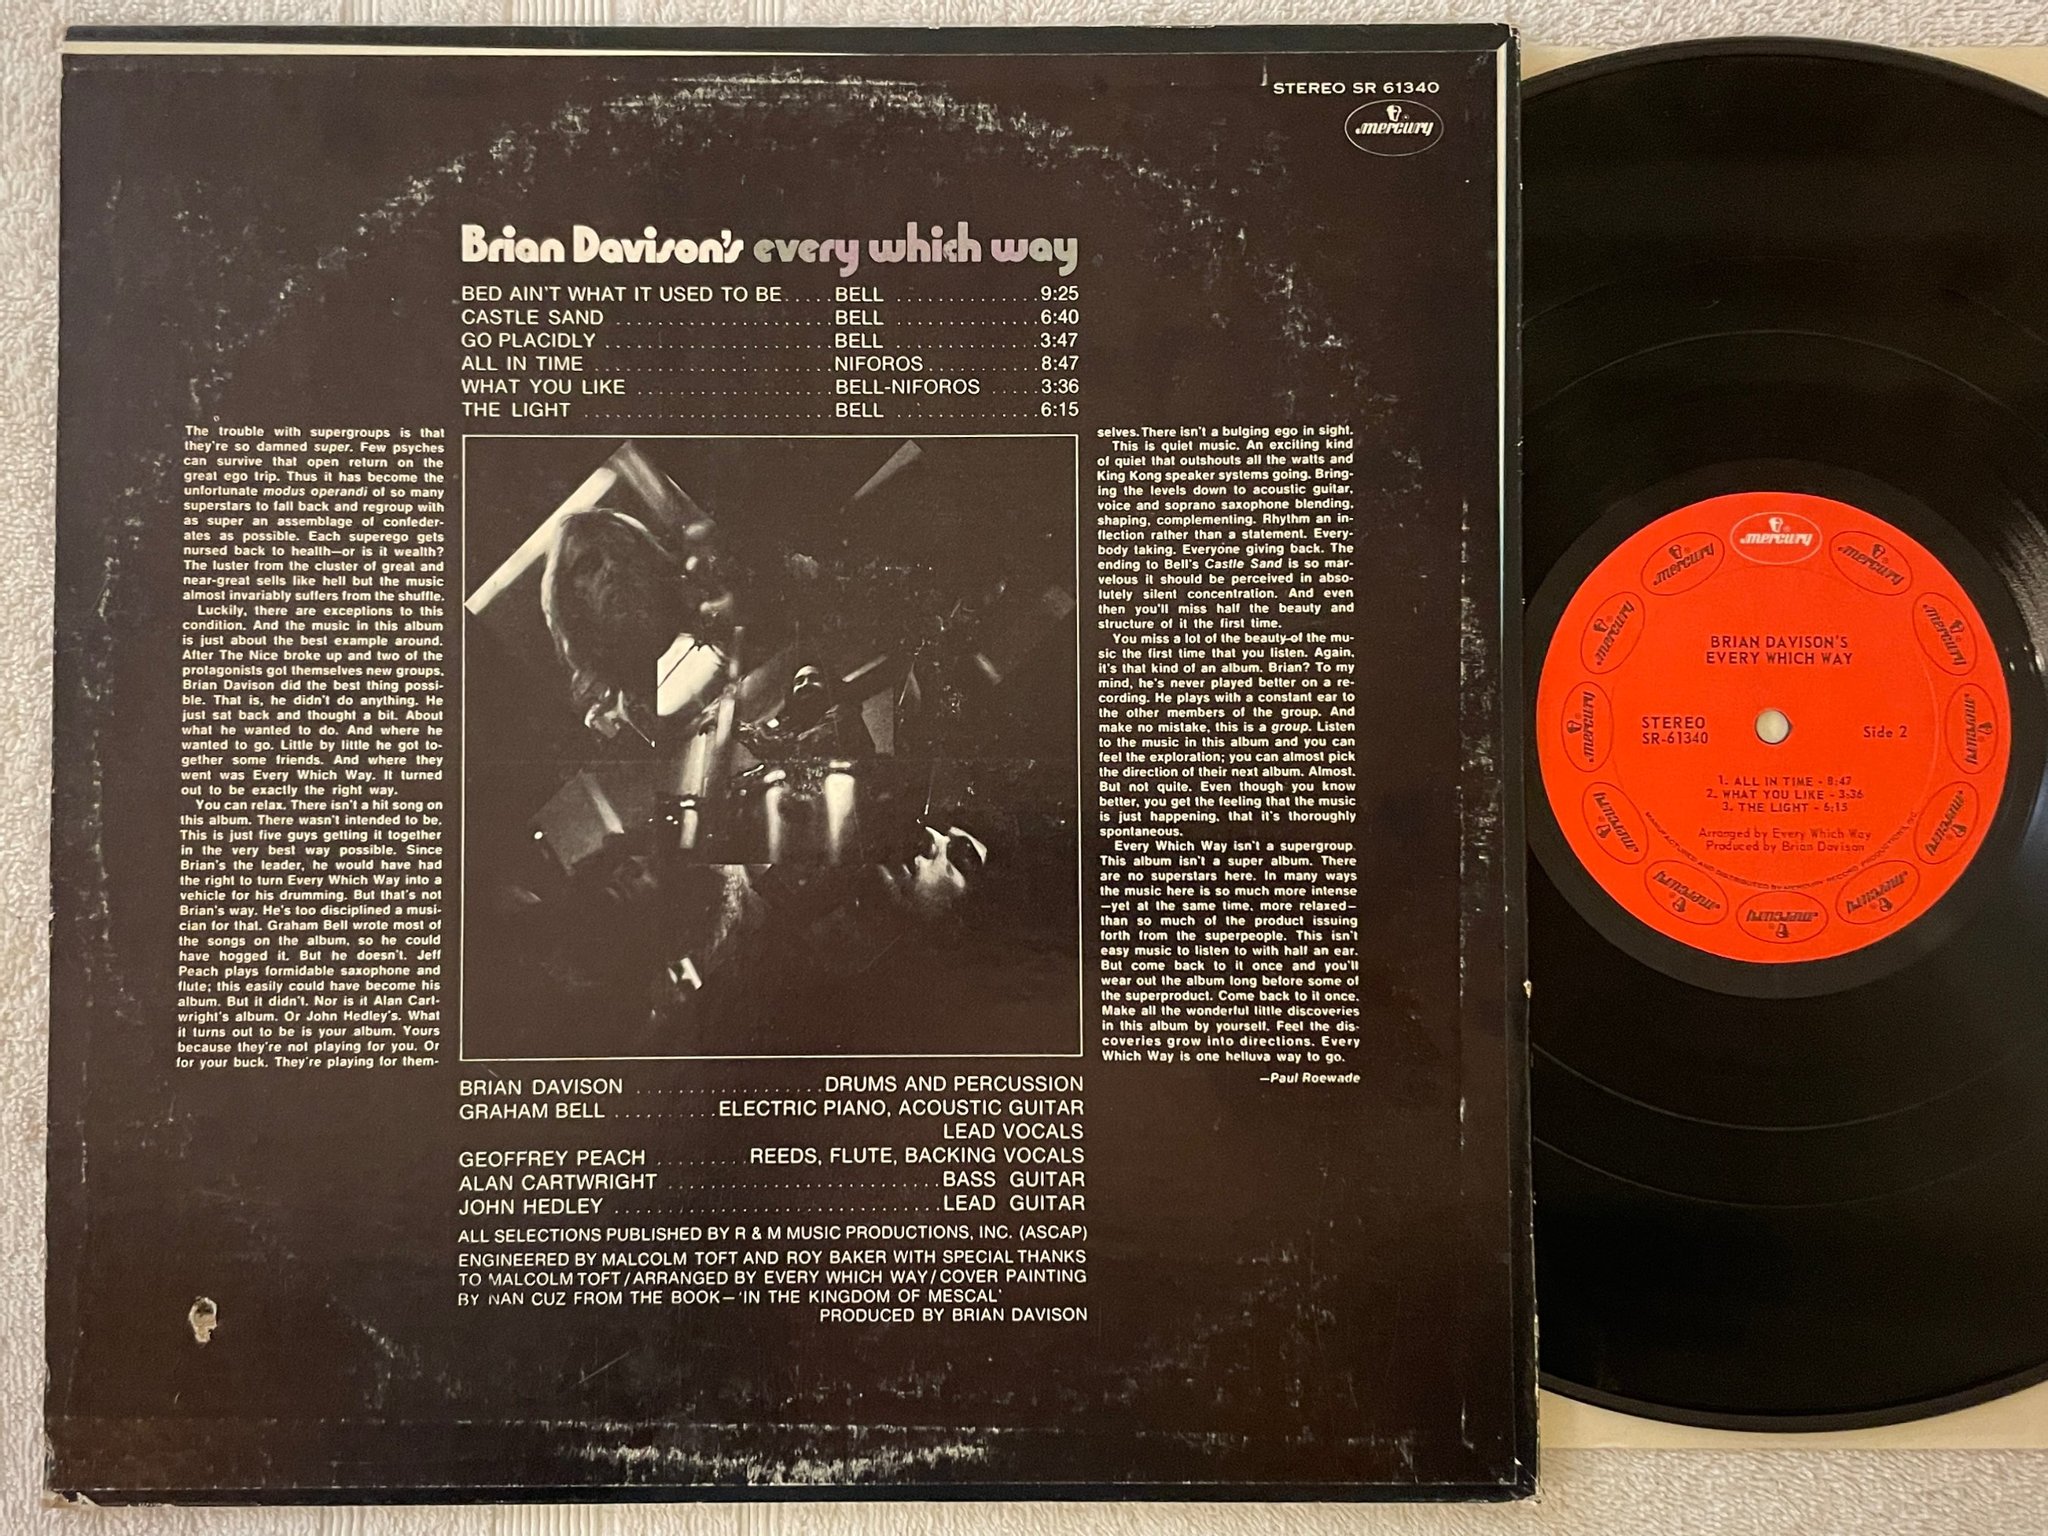 STEREO SR 61340
mercury
Brian Davison's every which way
BED AIN'T WHAT IT USED TO BE.....BELL ..............9:25
CASTLE SAND ......................BELL ..............6:40
GO PLACIDLY .......................BELL ..............3:47
ALL IN TIME .........................NIFOROS ..........8:47
WHAT YOU LIKE ....................BELL-NIFOROS ......3:36
THE LIGHT .........................BELL ..............6:15
The trouble with supergroups is that
they're so damned super. Few psyches
can survive that open return on the
great ego trip. Thus it has become the
unfortunate modus operandi of so many
superstars to fall back and regroup with
as super an assemblage of confeder-
ates as possible. Each superego gets
nursed back to health—or is it wealth?
The luster from the cluster of great and
near-great sells like hell but the music
almost invariably suffers from the shuffle.
Luckily, there are exceptions to this
condition. And the music in this album
is just about the best example around.
After The Nice broke up and two of the
protagonists got themselves new groups,
Brian Davison did the best thing possi-
ble. That is, he didn't do anything. He
just sat back and thought a bit. About
what he wanted to do. And where he
wanted to go. Little by little he got to-
gether some friends. And where they
went was Every Which Way. It turned
out to be exactly the right way.
You can relax. There isn't a hit song on
this album. There wasn't intended to be.
This is just five guys getting it together
in the very best way possible. Since
Brian's the leader, he would have had
the right to turn Every Which Way into a
vehicle for his drumming. But that's not
Brian's way. He's too disciplined a musi-
cian for that. Graham Bell wrote most of
the songs on the album, so he could
have hogged it. But he doesn't. Jeff
Peach plays formidable saxophone and
flute; this easily could have become his
album. But it didn't. Nor is it Alan Carl-
wright's album. Or John Hedley's. What
it turns out to be is your album. Yours
because they're not playing for you. Or
for your buck. They're playing for them-
selves. There isn't a bulging ego in sight.
This is quiet music. An exciting kind
of quiet that outshouts all the watts and
King Kong speaker systems going. Bring-
ing the levels down to acoustic guitar,
voice and soprano saxophone blending,
shaping, complementing. Rhythm an in-
flection rather than a statement. Every-
body taking. Everyone giving back. The
ending to Bell's Castle Sand is so mar-
velous it should be perceived in abso-
lutely silent concentration. And even
then you'll miss half the beauty and
structure of it the first time.
You miss a lot of the beauty of the mu-
sic the first time that you listen. Again,
it's that kind of an album. Brian? To my
mind, he's never played better on a re-
cording. He plays with a constant ear to
the other members of the group. And
make no mistake, this is a group. Listen
to the music in this album and you can
feel the exploration; you can almost pick
the direction of their next album. Almost.
But not quite. Even though you know
better, you get the feeling that the music
is just happening, that it's thoroughly
spontaneous.
Every Which Way isn't a supergroup.
This album isn't a super album. There
are no superstars here. In many ways
the music here is so much more intense
—yet at the same time, more relaxed—
than so much of the product issuing
forth from the superpeople. This isn't
easy music to listen to with half an ear.
But come back to it once and you'll
wear out the album long before some of
the superproduct. Come back to it once.
Make all the wonderful little discoveries
in this album by yourself. Feel the dis-
coveries grow into directions. Every
Which Way is one helluva way to go.
—Paul Roewade
BRIAN DAVISON ..................DRUMS AND PERCUSSION
GRAHAM BELL ..........ELECTRIC PIANO, ACOUSTIC GUITAR
LEAD VOCALS
GEOFFREY PEACH .........REEDS, FLUTE, BACKING VOCALS
ALAN CARTWRIGHT ..........................BASS GUITAR
JOHN HEDLEY ...............................LEAD GUITAR
ALL SELECTIONS PUBLISHED BY R & M MUSIC PRODUCTIONS, INC. (ASCAP)
ENGINEERED BY MALCOLM TOFT AND ROY BAKER WITH SPECIAL THANKS
TO MALCOLM TOFT/ARRANGED BY EVERY WHICH WAY/COVER PAINTING
BY NAN CUZ FROM THE BOOK—'IN THE KINGDOM OF MESCAL'
PRODUCED BY BRIAN DAVISON
mercury
mercury
mercury
mercury
mercury
mercury
mercury
mercury
mercury
mercury
mercury
mercury
BRIAN DAVISON'S
EVERY WHICH WAY
STEREO
SR-61340
Side 2
1. ALL IN TIME - 8:47
2. WHAT YOU LIKE - 3:36
3. THE LIGHT - 6:15
Arranged by Every Which Way
Produced by Brian Davison
MANUFACTURED AND DISTRIBUTED BY MERCURY RECORD PRODUCTIONS, INC.